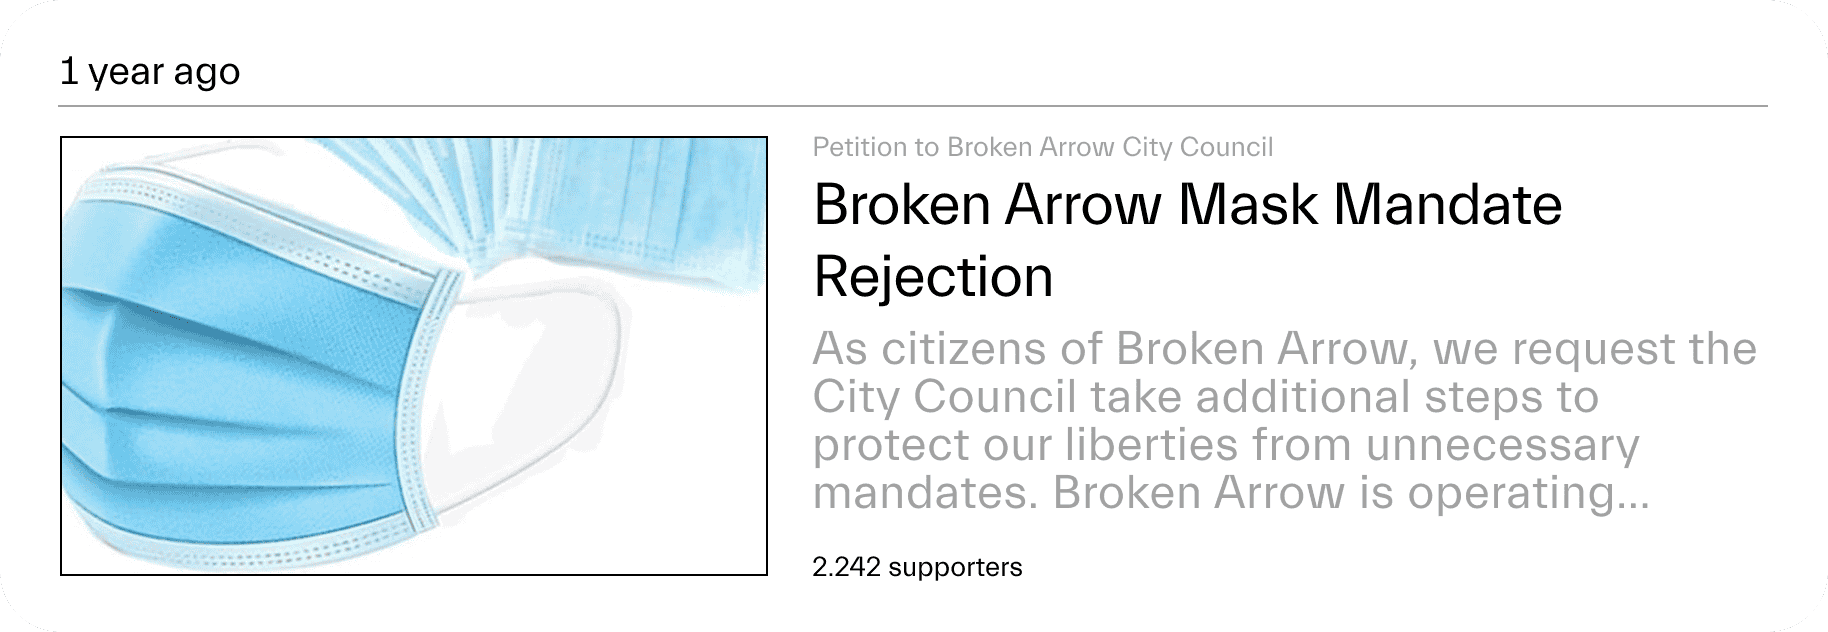 1 year ago
Petition to Broken Arrow City Council
Broken Arrow Mask Mandate
Rejection
As citizens of Broken Arrow, we request the
City Council take additional steps to
protect our liberties from unnecessary
mandates. Broken Arrow is operating...
2.242 supporters